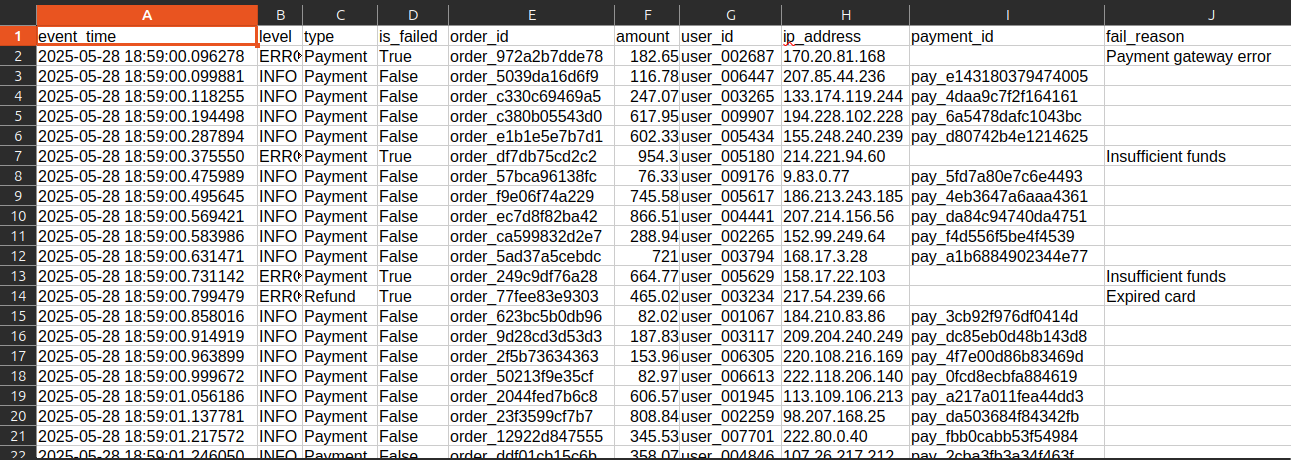 A B C D E F G H I J
1 event_time level type is_failed order_id amount user_id ip_address payment_id fail_reason
2 2025-05-28 18:59:00.096278 ERRO Payment True order_972a2b7dde78 182.65 user_002687 170.20.81.168 Payment gateway error
3 2025-05-28 18:59:00.099881 INFO Payment False order_5039da16d6f9 116.78 user_006447 207.85.44.236 pay_e143180379474005
4 2025-05-28 18:59:00.118255 INFO Payment False order_c330c69469a5 247.07 user_003265 133.174.119.244 pay_4daa9c7f2f164161
5 2025-05-28 18:59:00.194498 INFO Payment False order_c380b05543d0 617.95 user_009907 194.228.102.228 pay_6a5478dafc1043bc
6 2025-05-28 18:59:00.287894 INFO Payment False order_e1b1e5e7b7d1 602.33 user_005434 155.248.240.239 pay_d80742b4e1214625
7 2025-05-28 18:59:00.375550 ERRO Payment True order_df7db75cd2c2 954.3 user_005180 214.221.94.60 Insufficient funds
8 2025-05-28 18:59:00.475989 INFO Payment False order_57bca96138fc 76.33 user_009176 9.83.0.77 pay_5fd7a80e7c6e4493
9 2025-05-28 18:59:00.495645 INFO Payment False order_f9e06f74a229 745.58 user_005617 186.213.243.185 pay_4eb3647a6aaa4361
10 2025-05-28 18:59:00.569421 INFO Payment False order_ec7d8f82ba42 866.51 user_004441 207.214.156.56 pay_da84c94740da4751
11 2025-05-28 18:59:00.583986 INFO Payment False order_ca599832d2e7 288.94 user_002265 152.99.249.64 pay_f4d556f5be4f4539
12 2025-05-28 18:59:00.631471 INFO Payment False order_5ad37a5cebdc 721 user_003794 168.17.3.28 pay_a1b6884902344e77
13 2025-05-28 18:59:00.731142 ERRO Payment True order_249c9df76a28 664.77 user_005629 158.17.22.103 Insufficient funds
14 2025-05-28 18:59:00.799479 ERRO Refund True order_77fee83e9303 465.02 user_003234 217.54.239.66 Expired card
15 2025-05-28 18:59:00.858016 INFO Payment False order_623bc5b0db96 82.02 user_001067 184.210.83.86 pay_3cb92f976df0414d
16 2025-05-28 18:59:00.914919 INFO Payment False order_9d28cd3d53d3 187.83 user_003117 209.204.240.249 pay_dc85eb0d48b143d8
17 2025-05-28 18:59:00.963899 INFO Payment False order_2f5b73634363 153.96 user_006305 220.108.216.169 pay_4f7e00d86b83469d
18 2025-05-28 18:59:00.999672 INFO Payment False order_50213f9e35cf 82.97 user_006613 222.118.206.140 pay_0fcd8ecbfa884619
19 2025-05-28 18:59:01.056186 INFO Payment False order_2044fed7b6c8 606.57 user_001945 113.109.106.213 pay_a217a011fea44dd3
20 2025-05-28 18:59:01.137781 INFO Payment False order_23f3599cf7b7 808.84 user_002259 98.207.168.25 pay_da503684f84342fb
21 2025-05-28 18:59:01.217572 INFO Payment False order_12922d847555 345.53 user_007701 222.80.0.40 pay_fbb0cabb53f54984
22 2025-05-28 18:59:01.246050 INFO Payment False order_ddf01cb15c6b 358.07 user_004846 107.26.217.212 pay_2cba3fb3a34f463f